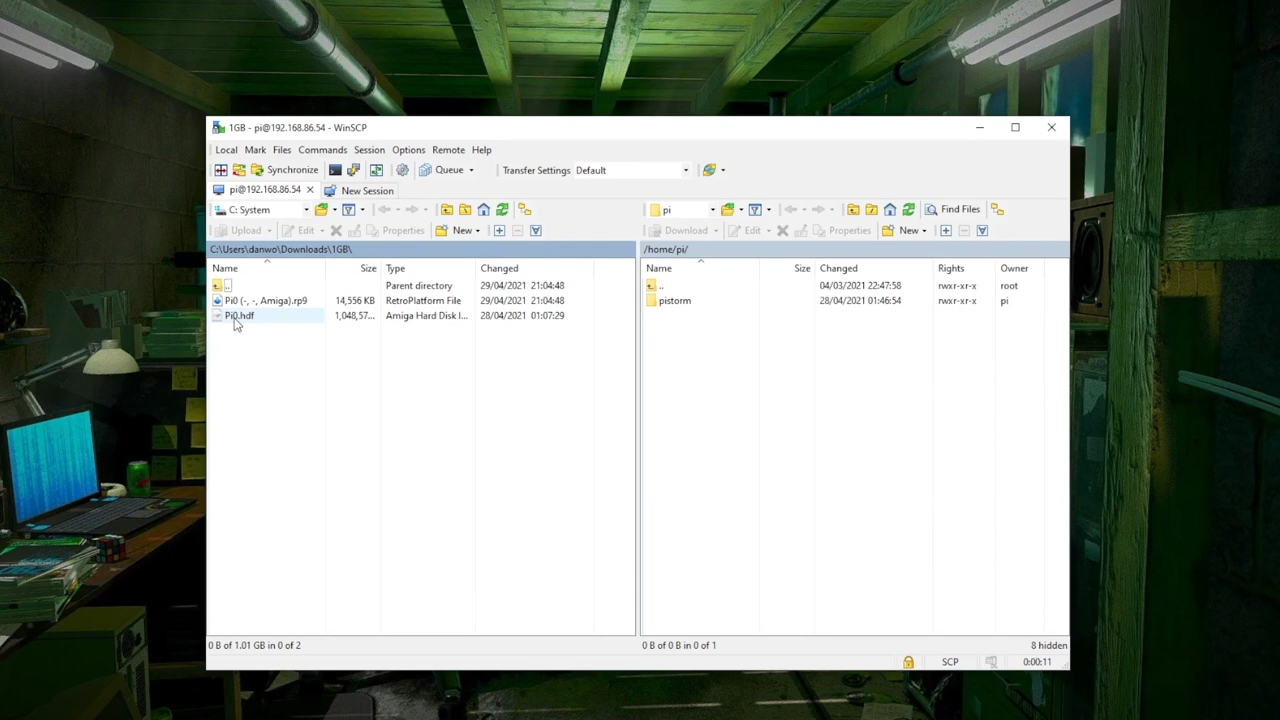 1GB - pi@192.168.86.54 - WinSCP
Local Mark Files Commands Session Options Remote Help
Synchronize Queue Transfer Settings Default
pi@192.168.86.54 New Session
C: System pi Find Files
Upload Edit Properties New Download Edit Properties New
C:\Users\danwo\Downloads\1GB\ /home/pi/
Name Size Type Changed Name Size Changed Rights Owner
.. Parent directory 29/04/2021 21:04:48 .. 04/03/2021 22:47:58 rwxr-xr-x root
Pi0 (-, -, Amiga).rp9 14,556 KB RetroPlatform File 29/04/2021 21:04:48 pistorm 28/04/2021 01:46:54 rwxr-xr-x pi
Pi0.hdf 1,048,57... Amiga Hard Disk I... 28/04/2021 01:07:29
0 B of 1.01 GB in 0 of 2 0 B of 0 B in 0 of 1 8 hidden
SCP 0:00:11